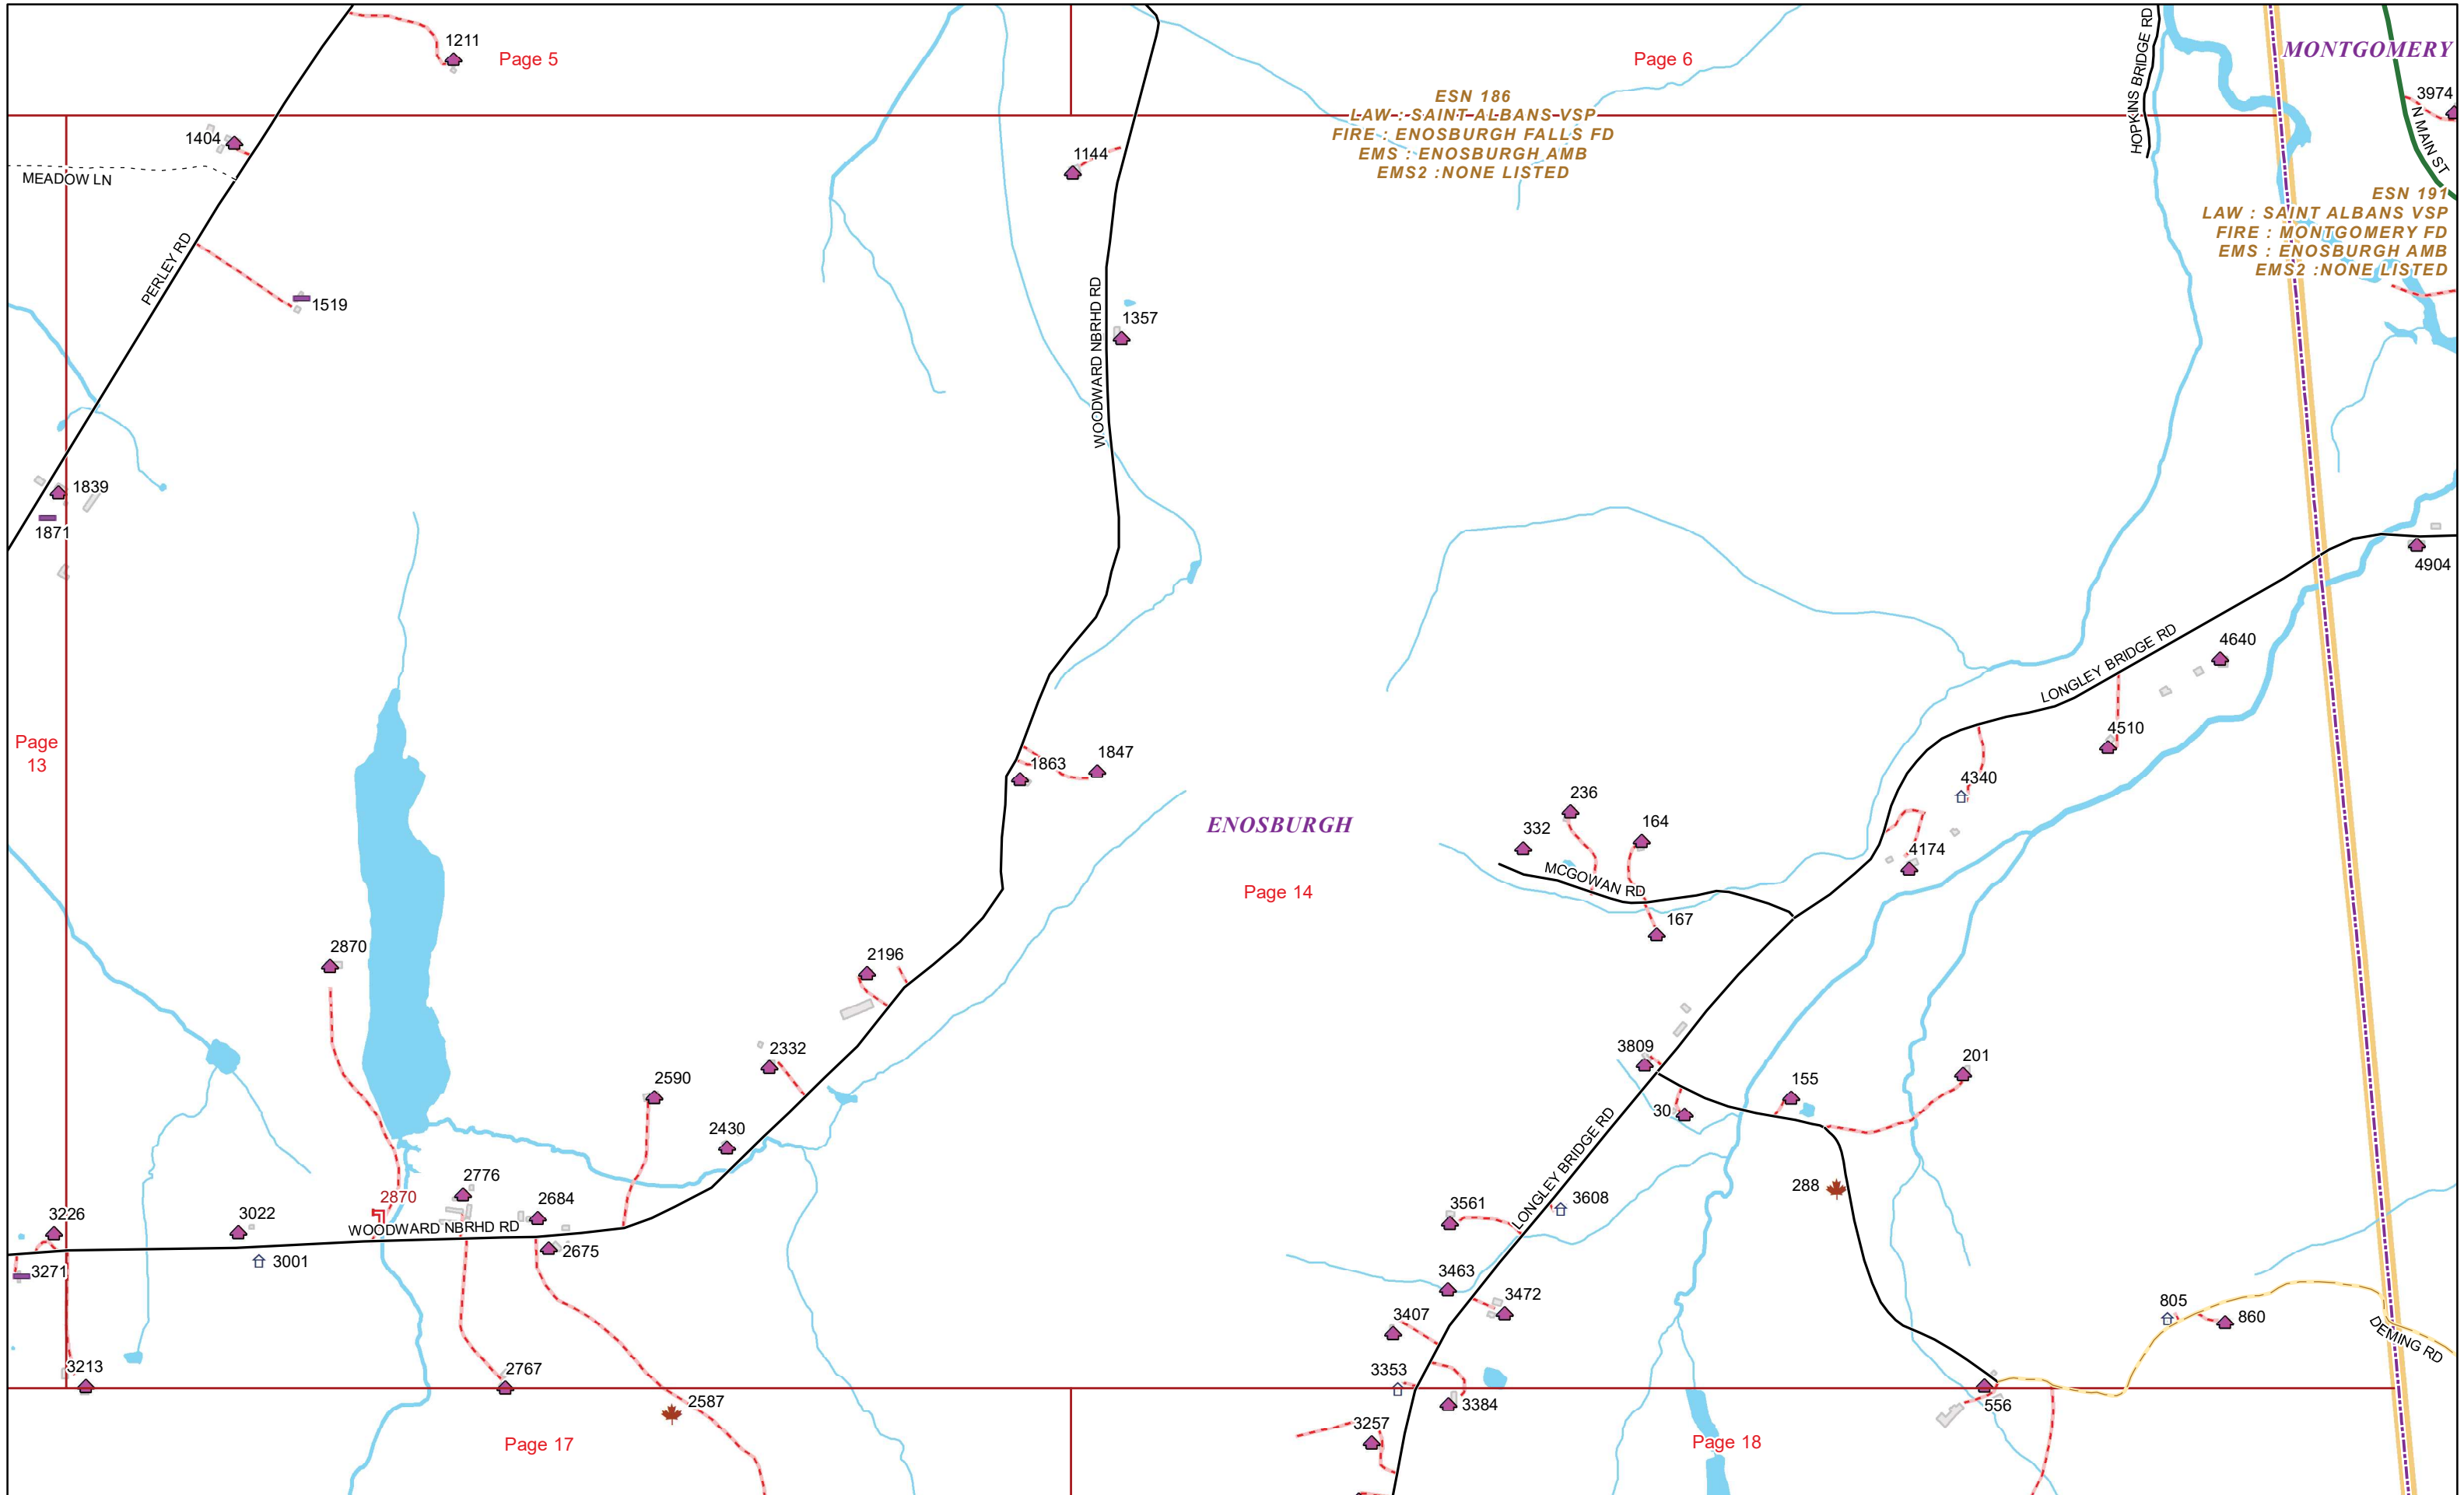 1211
Page 5
Page 6
HOPKINS BRIDGE RD
MONTGOMERY
3974
N MAIN ST
ESN 186
LAW : SAINT ALBANS VSP
FIRE : ENOSBURGH FALLS FD
EMS : ENOSBURGH AMB
EMS2 :NONE LISTED
1404
1144
MEADOW LN
ESN 191
LAW : SAINT ALBANS VSP
FIRE : MONTGOMERY FD
EMS : ENOSBURGH AMB
EMS2 :NONE LISTED
PERLEY RD
1519
WOODWARD NBRHD RD
1357
1839
1871
4904
4640
LONGLEY BRIDGE RD
4510
Page
13
1863
1847
4340
236
332
164
ENOSBURGH
4174
MCGOWAN RD
Page 14
167
2870
2196
2332
3809
201
2590
155
30
2430
LONGLEY BRIDGE RD
2776
288
2870
2684
3561
3608
3226
3022
WOODWARD NBRHD RD
2675
3001
3271
3463
3472
805
860
3407
DEMING RD
3213
2767
3353
2587
3384
556
3257
Page 17
Page 18